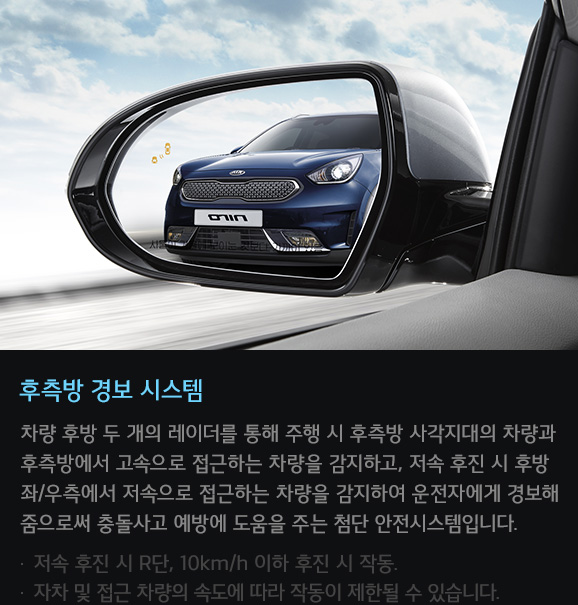 KIA
NIRO
후측방 경보 시스템
차량 후방 두 개의 레이더를 통해 주행 시 후측방 사각지대의 차량과
후측방에서 고속으로 접근하는 차량을 감지하고, 저속 후진 시 후방
좌/우측에서 저속으로 접근하는 차량을 감지하여 운전자에게 경보해
줌으로써 충돌사고 예방에 도움을 주는 첨단 안전시스템입니다.
· 저속 후진 시 R단, 10km/h 이하 후진 시 작동.
· 자차 및 접근 차량의 속도에 따라 작동이 제한될 수 있습니다.